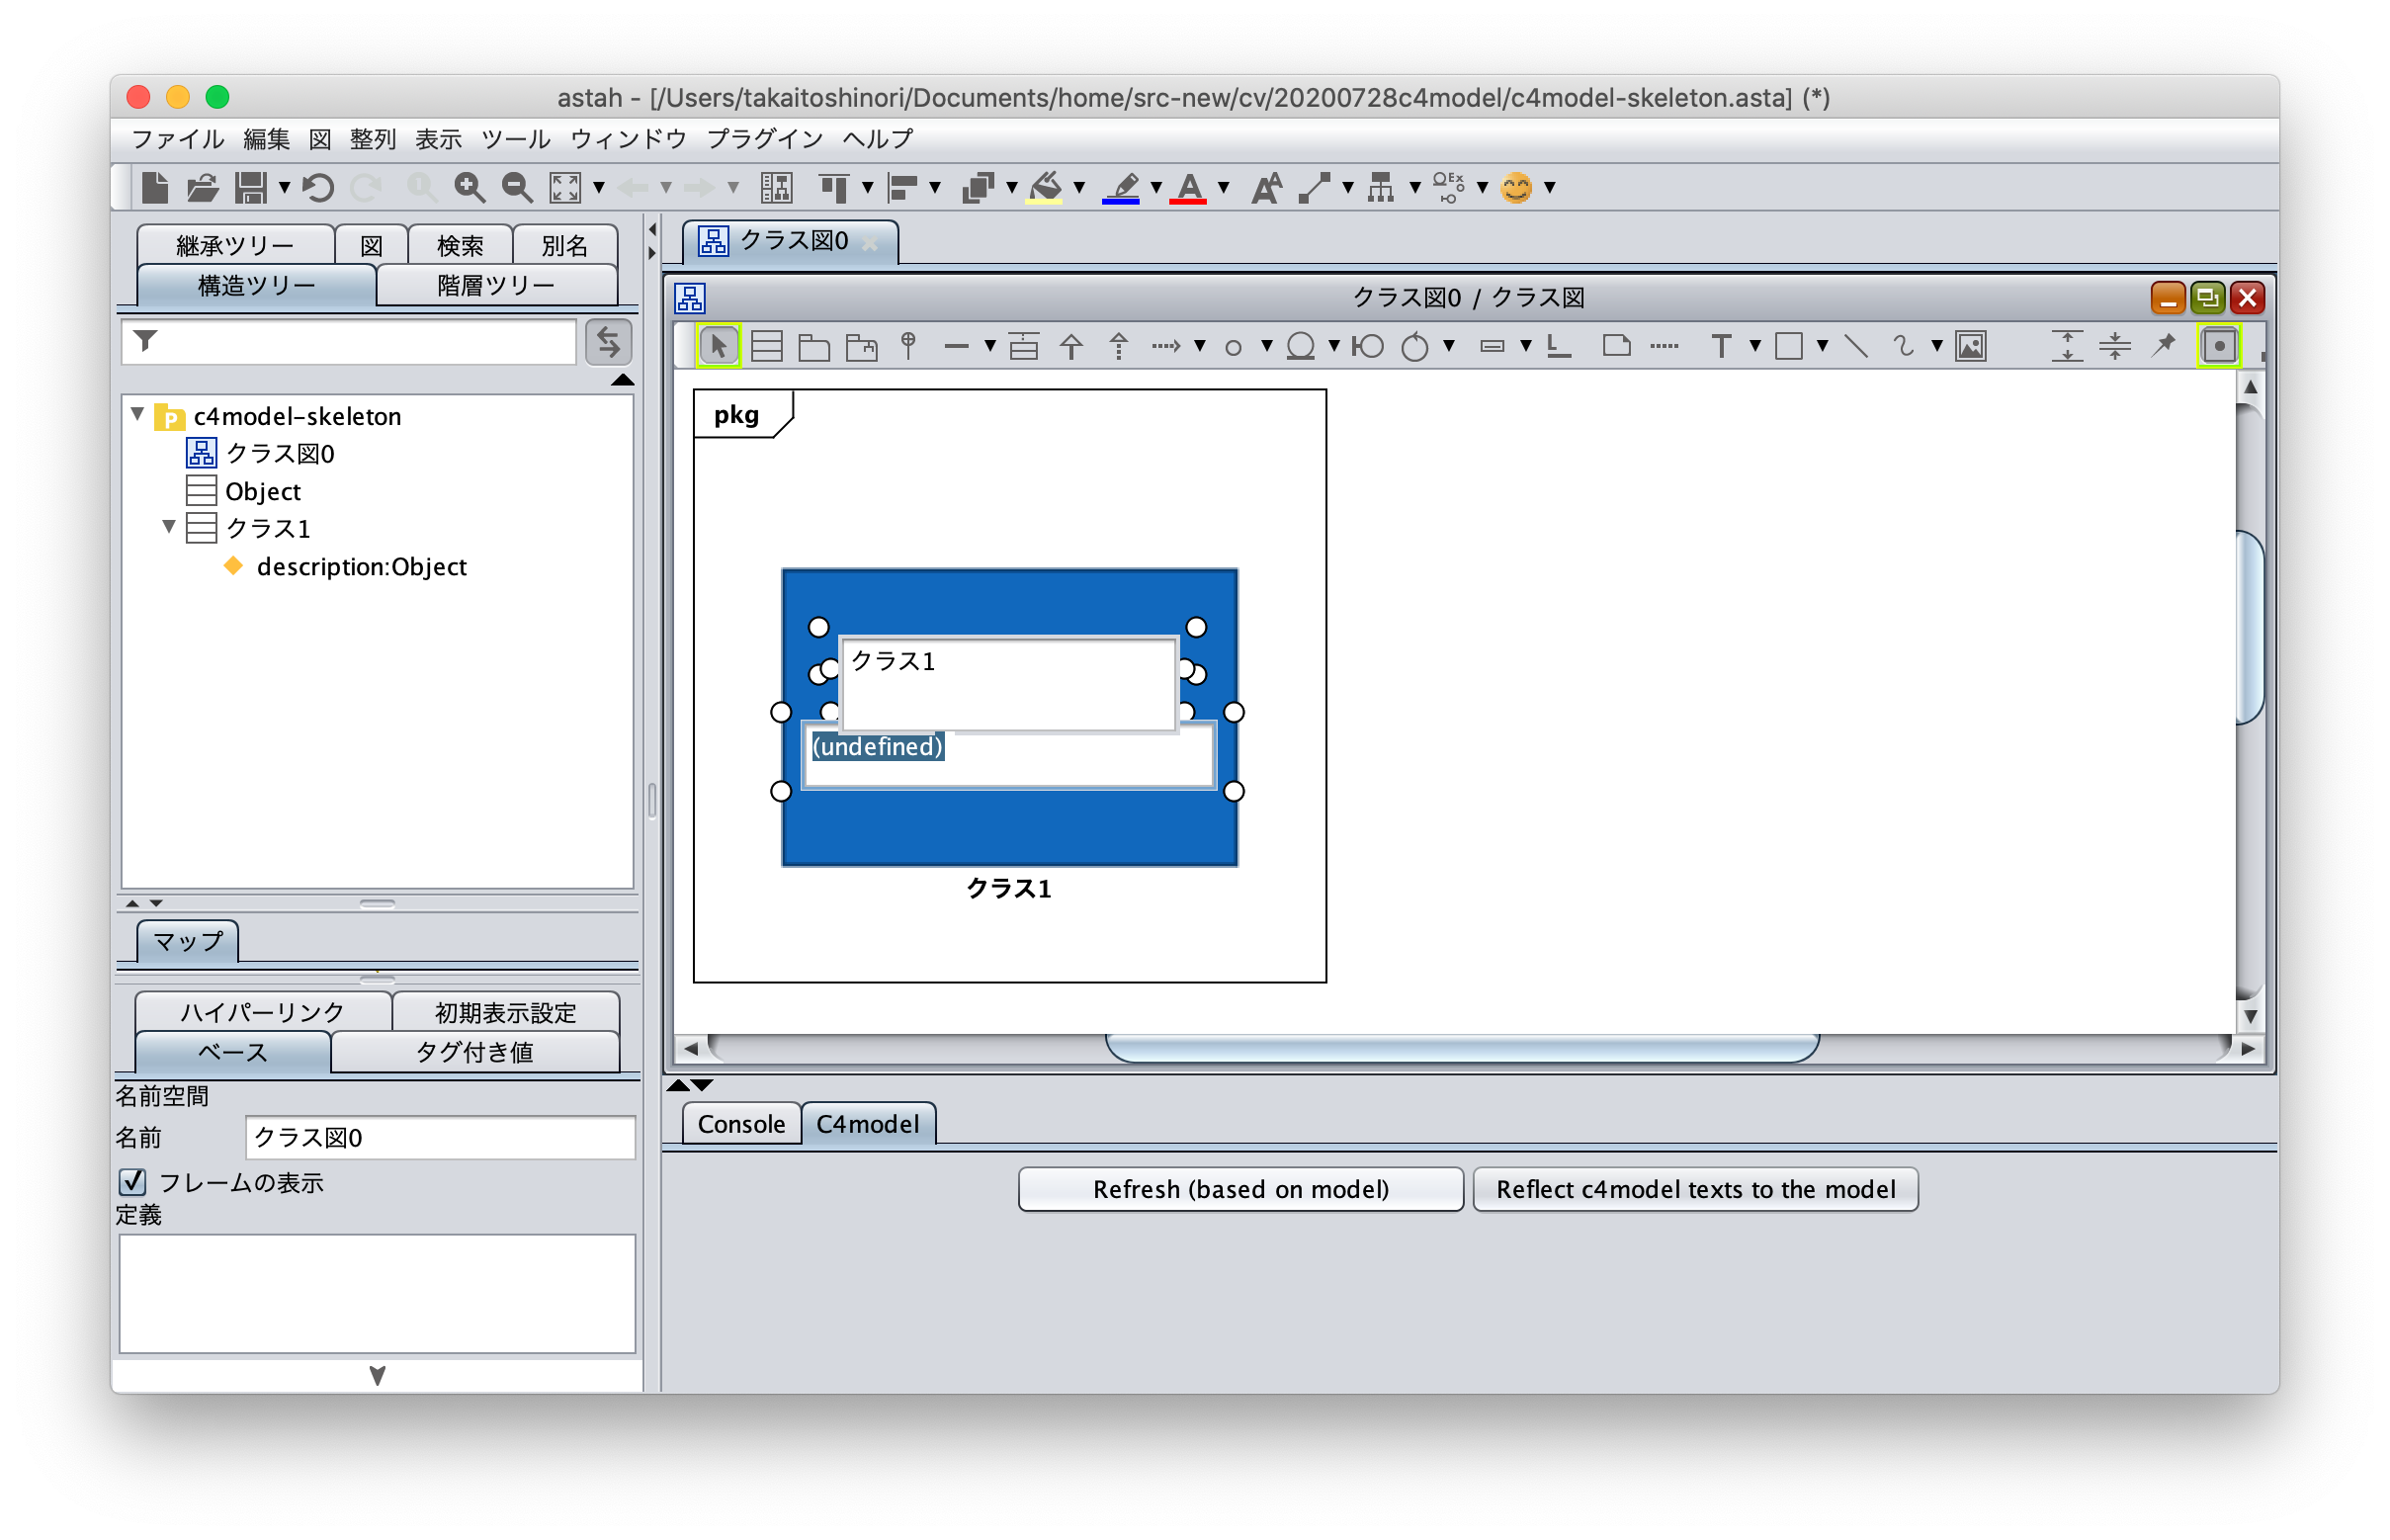 astah - [/Users/takaitoshinori/Documents/home/src-new/cv/20200728c4model/c4model-skeleton.asta] (*)
ファイル 編集 図 整列 表示 ツール ウィンドウ プラグイン ヘルプ
継承ツリー 図 検索 別名
構造ツリー 階層ツリー
c4model-skeleton
クラス図0
Object
クラス1
description:Object
マップ
ハイパーリンク 初期表示設定
ベース タグ付き値
名前空間
名前 クラス図0
フレームの表示
定義
クラス図0
クラス図0 / クラス図
pkg
クラス1
(undefined)
クラス1
Console C4model
Refresh (based on model) Reflect c4model texts to the model